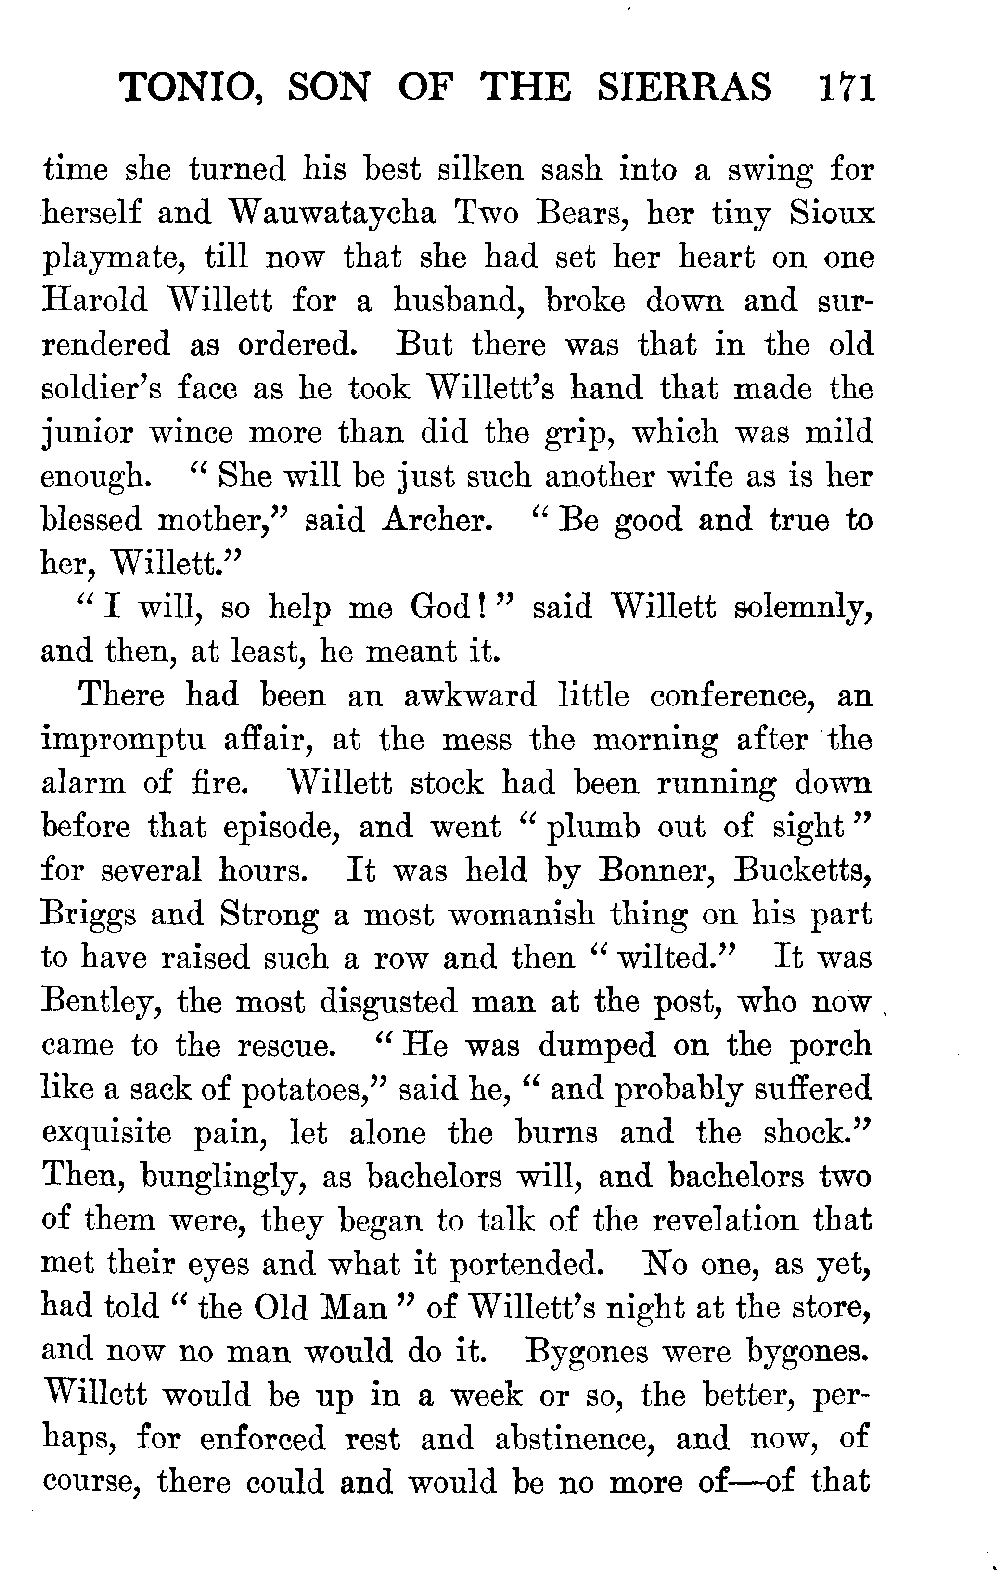 TONIO, SON OF THE SIERRAS 171
time she turned his best silken sash into a swing for
herself and Wauwataycha Two Bears, her tiny Sioux
playmate, till now that she had set her heart on one
Harold Willett for a husband, broke down and sur-
rendered as ordered. But there was that in the old
soldier's face as he took Willett's hand that made the
junior wince more than did the grip, which was mild
enough. “ She will be just such another wife as is her
blessed mother,” said Archer. “ Be good and true to
her, Willett.”
“ I will, so help me God! ” said Willett solemnly,
and then, at least, he meant it.
There had been an awkward little conference, an
impromptu affair, at the mess the morning after the
alarm of fire. Willett stock had been running down
before that episode, and went “ plumb out of sight ”
for several hours. It was held by Bonner, Bucketts,
Briggs and Strong a most womanish thing on his part
to have raised such a row and then “ wilted.” It was
Bentley, the most disgusted man at the post, who now
came to the rescue. “ He was dumped on the porch
like a sack of potatoes,” said he, “ and probably suffered
exquisite pain, let alone the burns and the shock.”
Then, bunglingly, as bachelors will, and bachelors two
of them were, they began to talk of the revelation that
met their eyes and what it portended. No one, as yet,
had told “ the Old Man ” of Willett's night at the store,
and now no man would do it. Bygones were bygones.
Willett would be up in a week or so, the better, per-
haps, for enforced rest and abstinence, and now, of
course, there could and would be no more of—of that